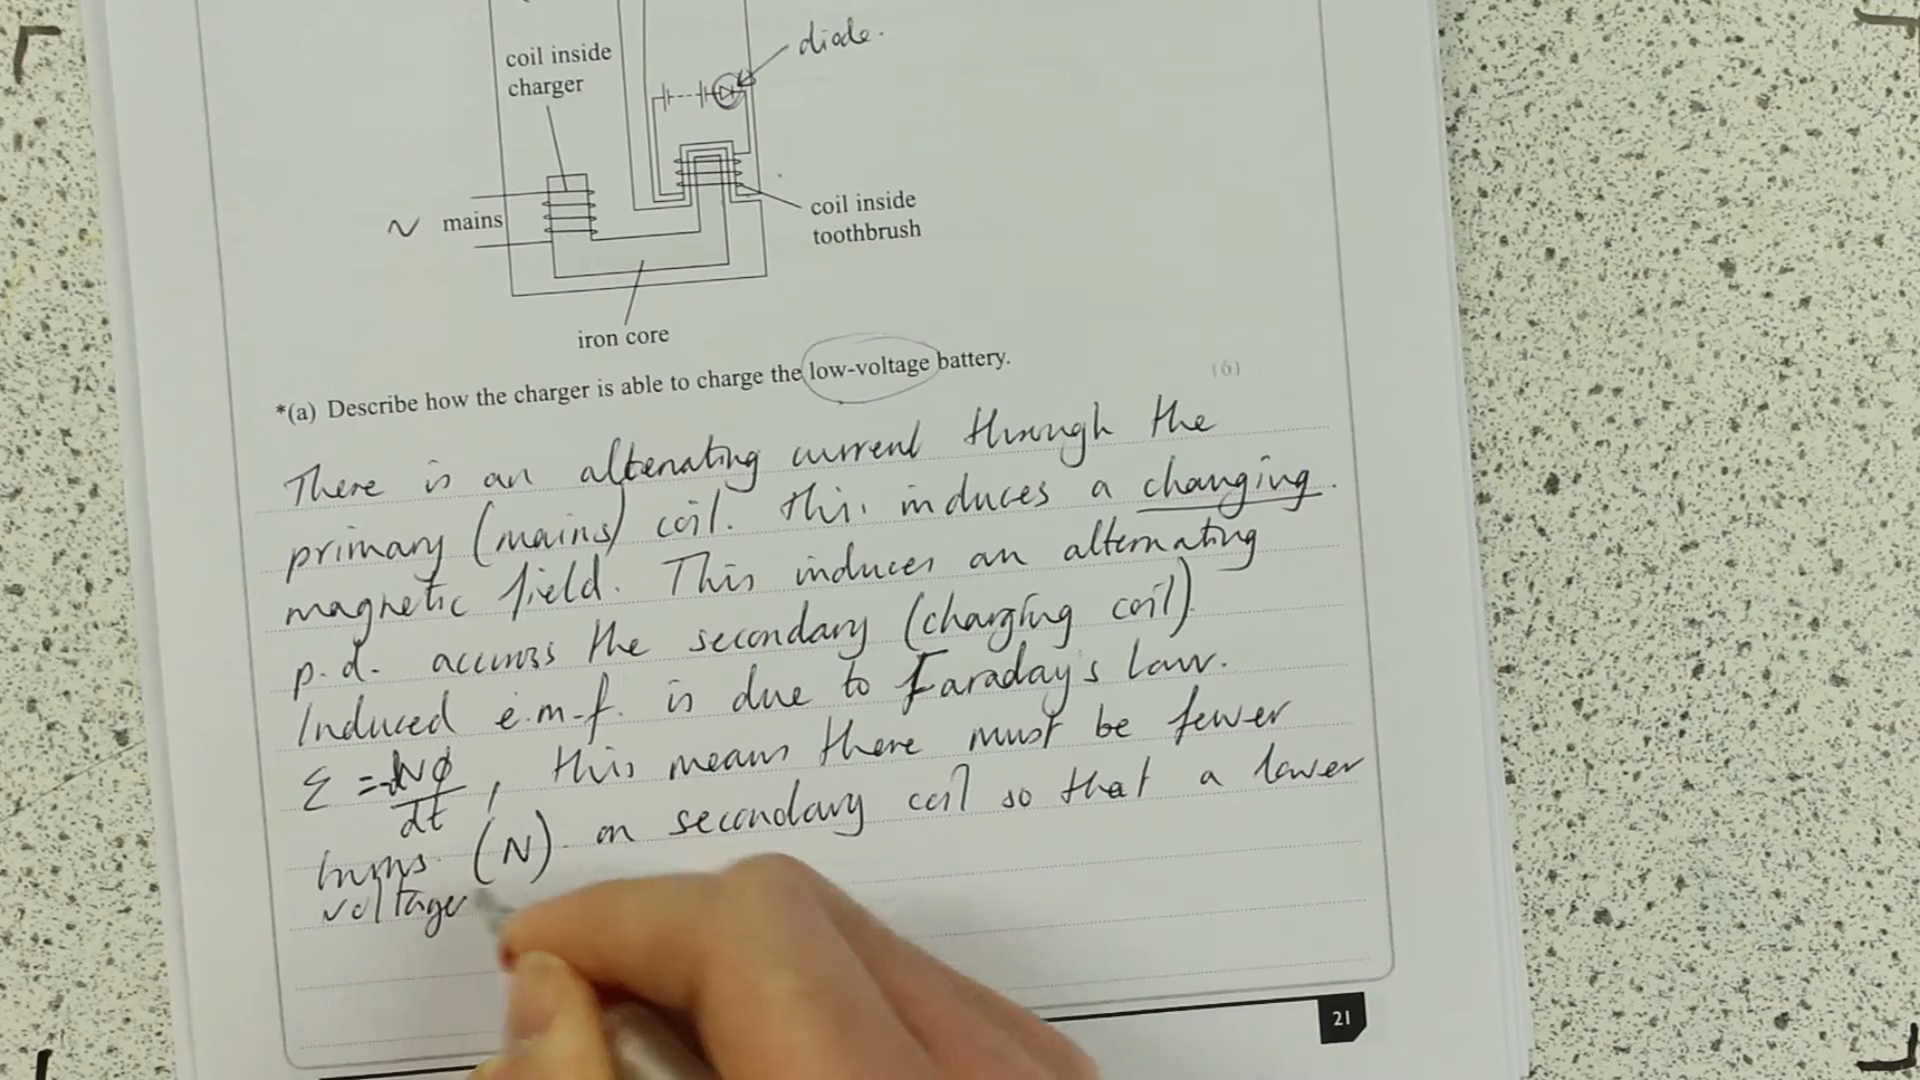 coil inside
charger
diode.
~ mains
coil inside
toothbrush
iron core
*(a) Describe how the charger is able to charge the low-voltage battery.
(6)
There is an alternating current through the
primary (mains) coil. This induces a changing
magnetic field. This induces an alternating
p.d. accross the secondary (charging coil)
Induced e.m.f. is due to Faraday's Law.
ε = -dNφ/dt, this means there must be fewer
turns (N) on secondary coil so that a lower
voltage
21